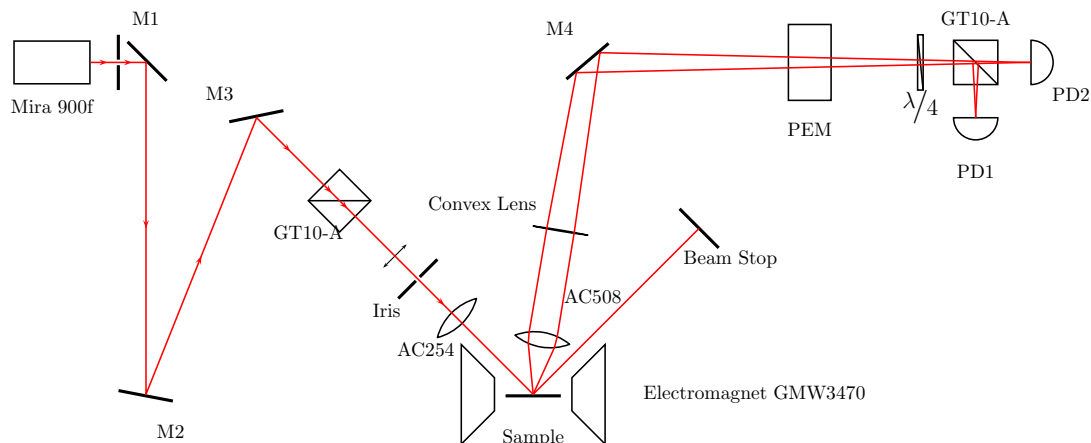 M1
M4
GT10-A
Mira 900f
M3
λ/4
PD2
PEM
PD1
Convex Lens
GT10-A
Beam Stop
AC508
Iris
AC254
Electromagnet GMW3470
M2
Sample